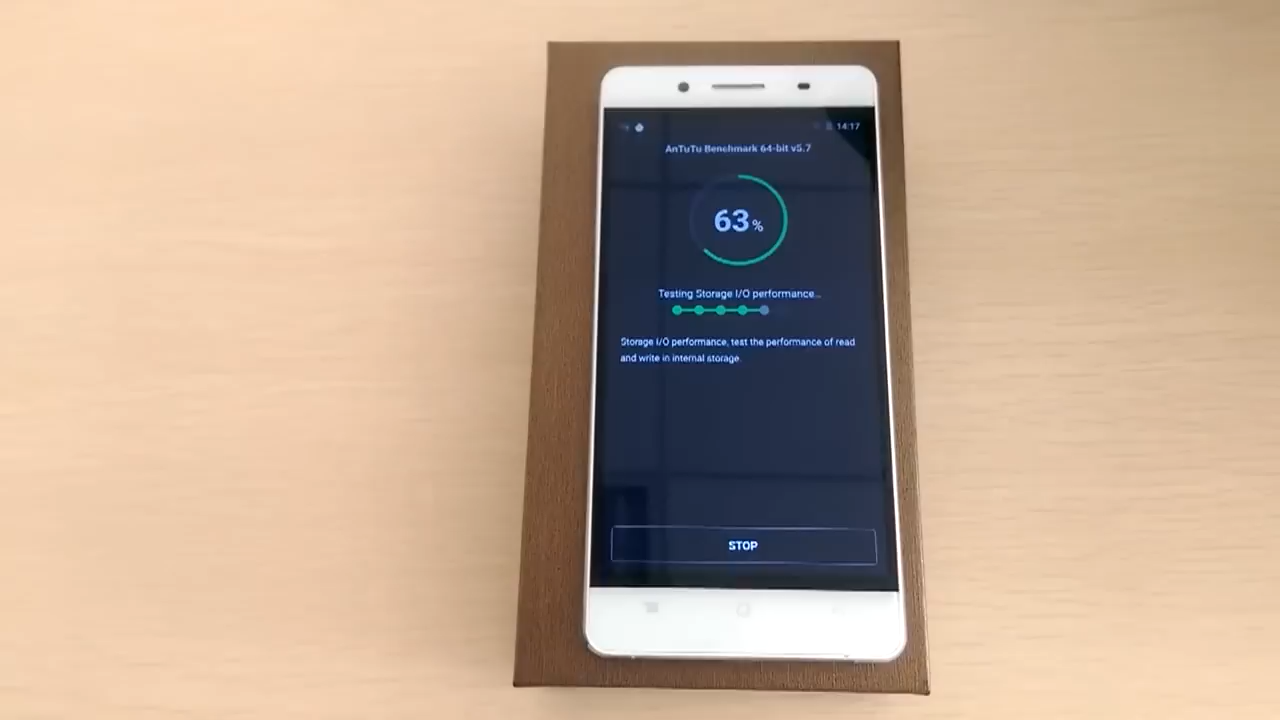 14:17
AnTuTu Benchmark 64-bit v5.7
63%
Testing Storage I/O performance...
Storage I/O performance, test the performance of read
and write in internal storage.
STOP